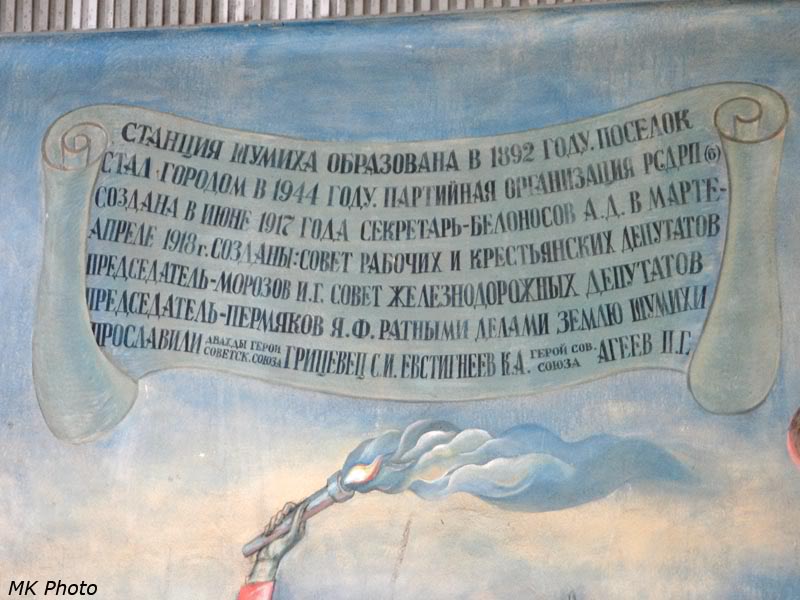 СТАНЦИЯ ШУМИХА ОБРАЗОВАНА В 1892 ГОДУ. ПОСЕЛОК
СТАЛ ГОРОДОМ В 1944 ГОДУ. ПАРТИЙНАЯ ОРГАНИЗАЦИЯ РСДРП(б)
СОЗДАНА В ИЮНЕ 1917 ГОДА СЕКРЕТАРЬ-БЕЛОНОСОВ А.Д. В МАРТЕ-
АПРЕЛЕ 1918 г. СОЗДАНЫ: СОВЕТ РАБОЧИХ И КРЕСТЬЯНСКИХ ДЕПУТАТОВ
ПРЕДСЕДАТЕЛЬ-МОРОЗОВ И.Г. СОВЕТ ЖЕЛЕЗНОДОРОЖНЫХ ДЕПУТАТОВ
ПРЕДСЕДАТЕЛЬ-ПЕРМЯКОВ Я.Ф. РАТНЫМИ ДЕЛАМИ ЗЕМЛЮ ШУМИХИ
ПРОСЛАВИЛИ ДВАЖДЫ ГЕРОИ СОВЕТСК. СОЮЗА ГРИЦЕВЕЦ С.И. ЕВСТИГНЕЕВ К.А. ГЕРОЙ СОВ. СОЮЗА АГЕЕВ П.Г.
MK Photo